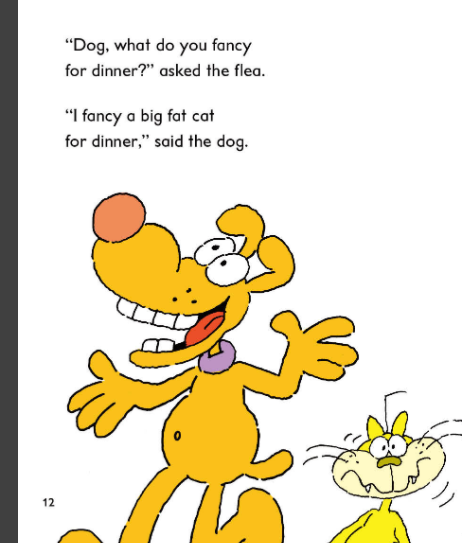 “Dog, what do you fancy
for dinner?” asked the flea.
“I fancy a big fat cat
for dinner,” said the dog.
12